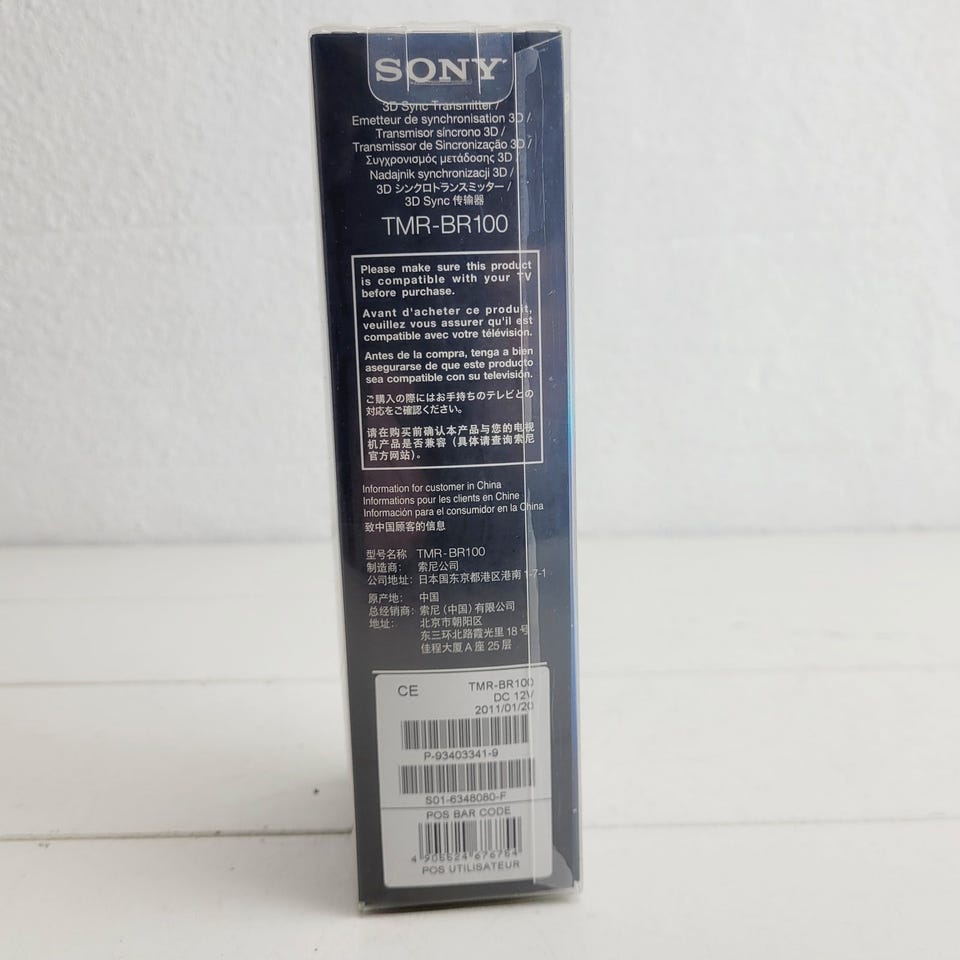 SONY
3D Sync Transmitter /
Emetteur de synchronisation 3D /
Transmisor síncrono 3D /
Transmissor de Sincronização 3D /
Συγχρονισμός μετάδοσης 3D /
Nadajnik synchronizacji 3D /
3D シンクロトランスミッター /
3D Sync 传输器
TMR-BR100
Please make sure this product
is compatible with your TV
before purchase.
Avant d'acheter ce produit,
veuillez vous assurer qu'il est
compatible avec votre télévision.
Antes de la compra, tenga a bien
asegurarse de que este producto
sea compatible con su televisión.
ご購入の際にはお手持ちのテレビとの
対応をご確認ください。
请在购买前确认本产品与您的电视
机产品是否兼容（具体请查询索尼
官方网站）。
Information for customer in China
Informations pour les clients en Chine
Información para el consumidor en la China
致中国顾客的信息
型号名称 TMR-BR100
制造商： 索尼公司
公司地址： 日本国东京都港区港南 1-7-1
原产地： 中国
总经销商： 索尼（中国）有限公司
地址： 北京市朝阳区
东三环北路霞光里 18 号
佳程大厦 A 座 25 层
CE TMR-BR100
DC 12V
2011/01/20
P-93403341-9
S01-6348080-F
POS BAR CODE
4 905524 676754
POS UTILISATEUR